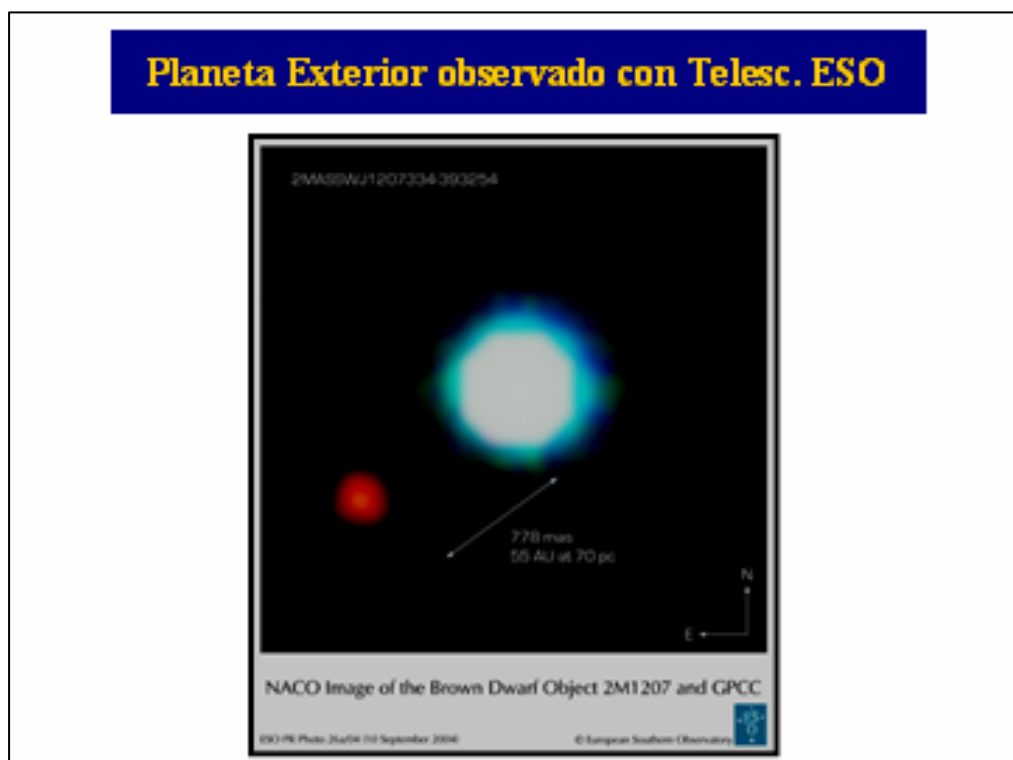 Planeta Exterior observado con Telesc. ESO
2MASSWJ1207334-393254
778 mas
55 AU at 70 pc
N
E
NACO Image of the Brown Dwarf Object 2M1207 and GPCC
ESO PR Photo 26a/04 (10 September 2004)
© European Southern Observatory